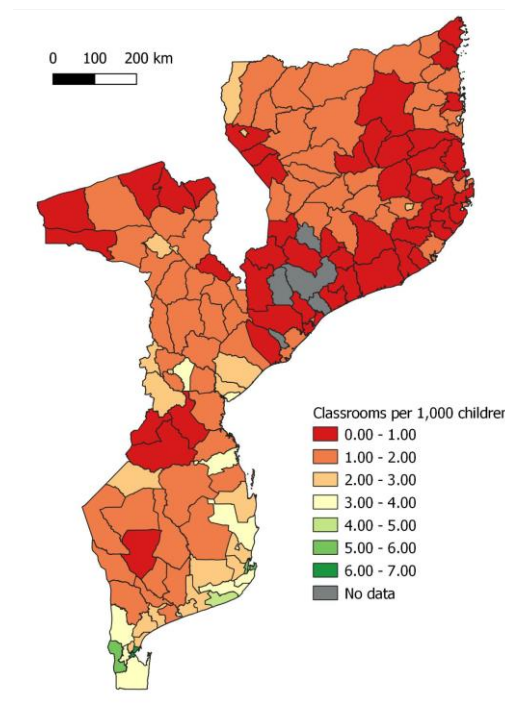 0 100 200 km
Classrooms per 1,000 children
0.00 - 1.00
1.00 - 2.00
2.00 - 3.00
3.00 - 4.00
4.00 - 5.00
5.00 - 6.00
6.00 - 7.00
No data